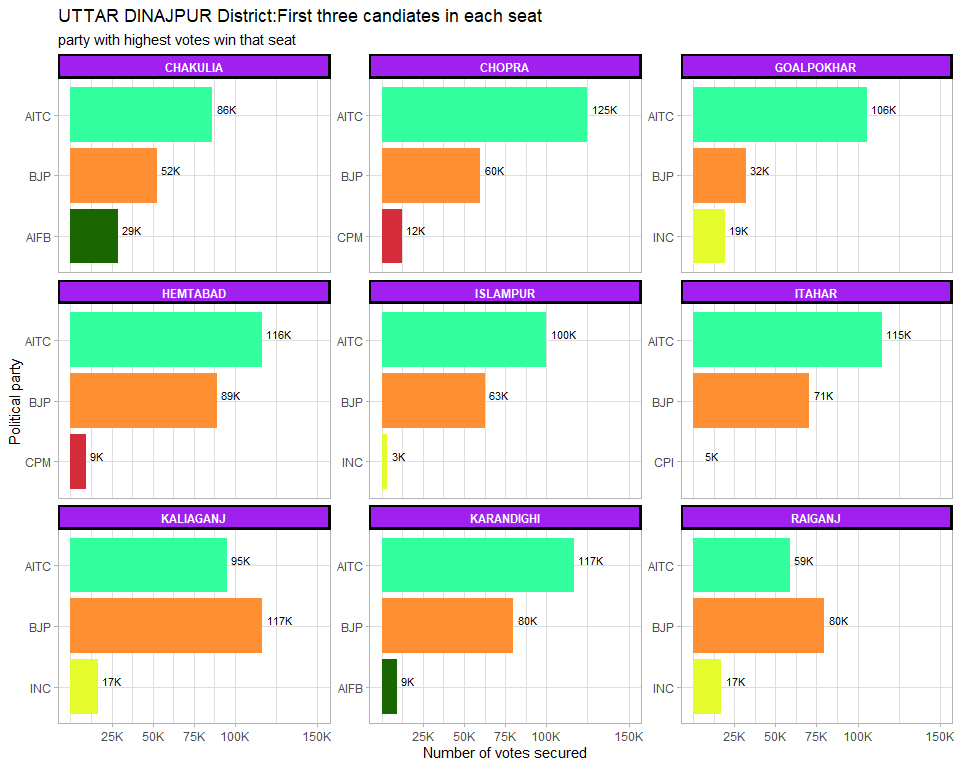 UTTAR DINAJPUR District:First three candiates in each seat
party with highest votes win that seat
CHAKULIA
AITC 86K
BJP 52K
AIFB 29K
CHOPRA
AITC 125K
BJP 60K
CPM 12K
GOALPOKHAR
AITC 106K
BJP 32K
INC 19K
HEMTABAD
AITC 116K
BJP 89K
CPM 9K
ISLAMPUR
AITC 100K
BJP 63K
INC 3K
ITAHAR
AITC 115K
BJP 71K
CPI 5K
KALIAGANJ
AITC 95K
BJP 117K
INC 17K
25K 50K 75K 100K 150K
KARANDIGHI
AITC 117K
BJP 80K
AIFB 9K
25K 50K 75K 100K 150K
RAIGANJ
AITC 59K
BJP 80K
INC 17K
25K 50K 75K 100K 150K
Number of votes secured
Political party